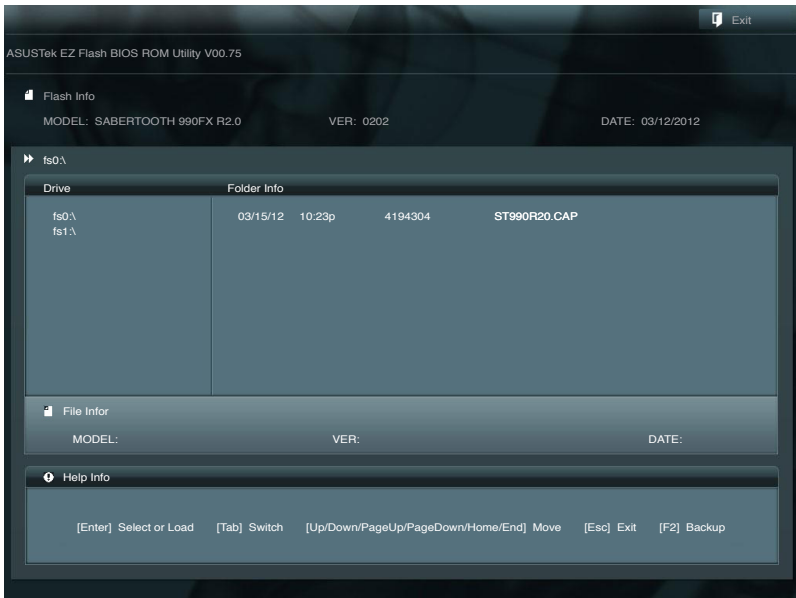 Exit
ASUSTek EZ Flash BIOS ROM Utility V00.75
Flash Info
MODEL: SABERTOOTH 990FX R2.0 VER: 0202 DATE: 03/12/2012
fs0:\
Drive Folder Info
fs0:\ 03/15/12 10:23p 4194304 ST990R20.CAP
fs1:\
File Infor
MODEL: VER: DATE:
Help Info
[Enter] Select or Load [Tab] Switch [Up/Down/PageUp/PageDown/Home/End] Move [Esc] Exit [F2] Backup